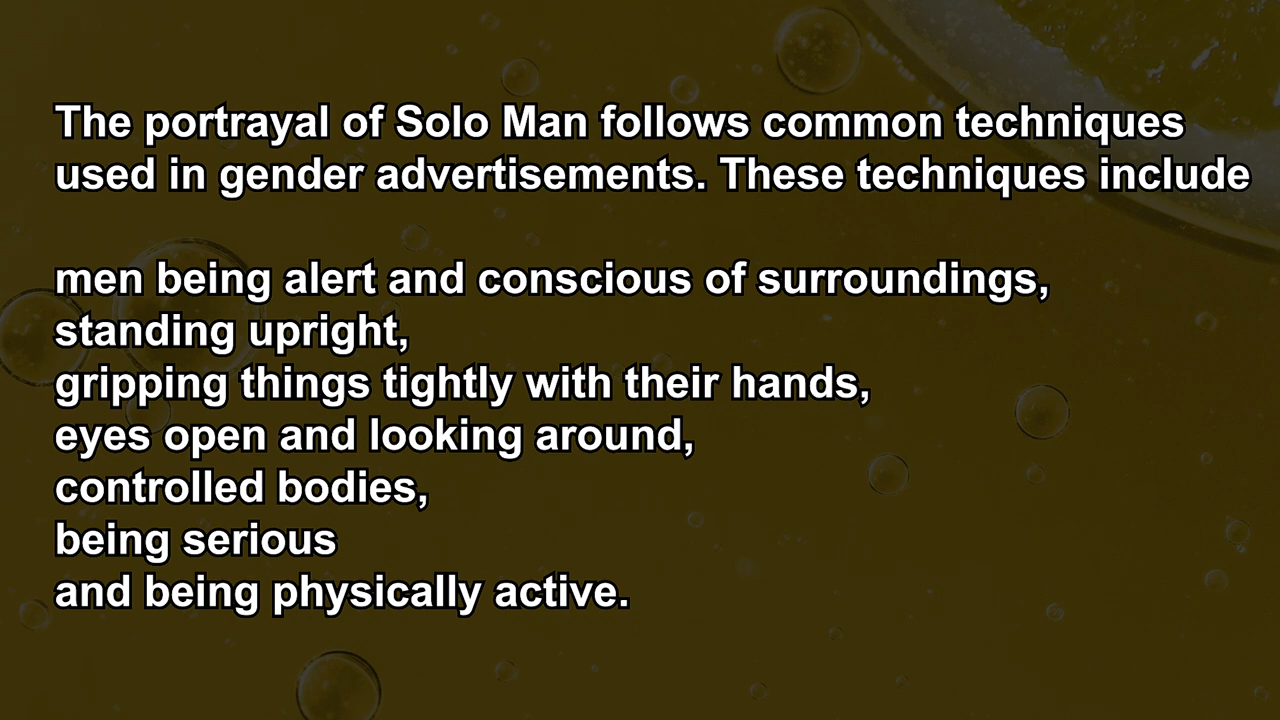 The portrayal of Solo Man follows common techniques
used in gender advertisements. These techniques include
men being alert and conscious of surroundings,
standing upright,
gripping things tightly with their hands,
eyes open and looking around,
controlled bodies,
being serious
and being physically active.